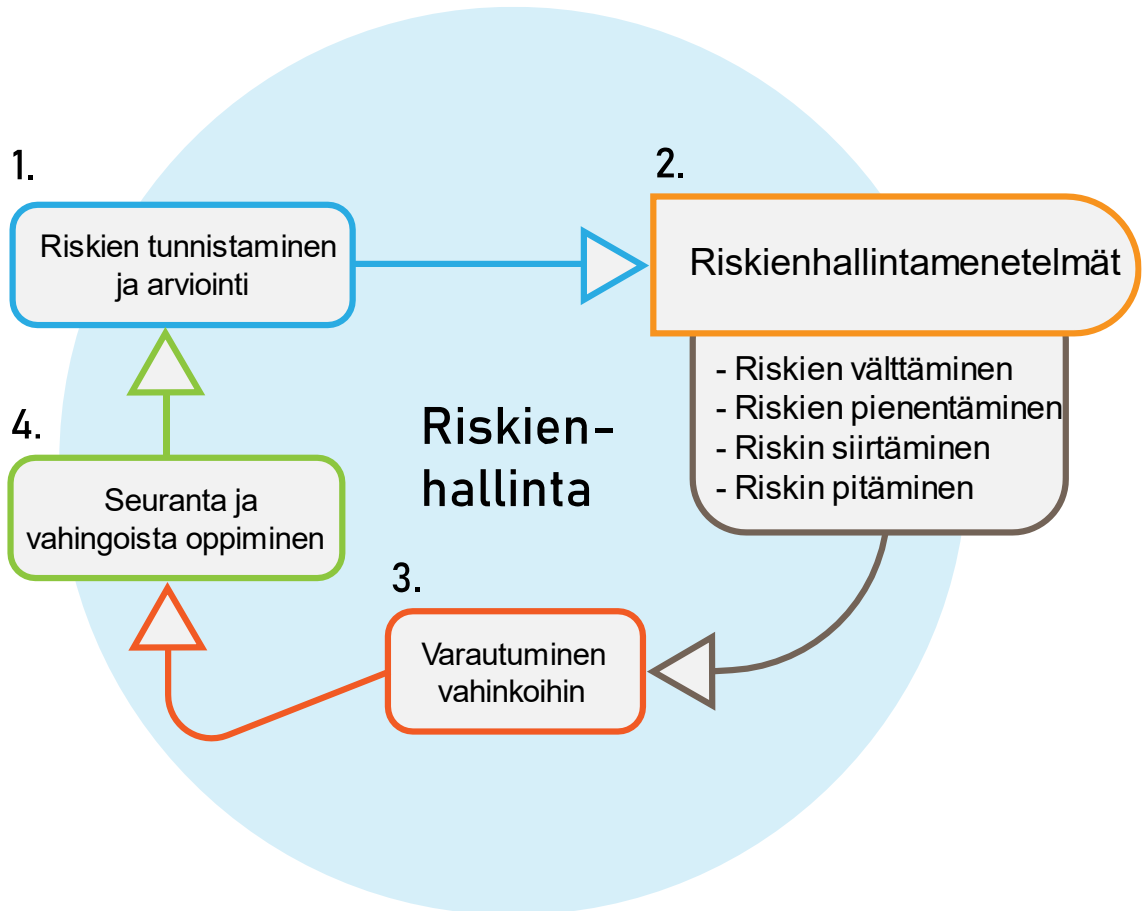 1.
Riskien tunnistaminen
ja arviointi
2.
Riskienhallintamenetelmät
- Riskien välttäminen
- Riskien pienentäminen
- Riskin siirtäminen
- Riskin pitäminen
Riskien-
hallinta
3.
Varautuminen
vahinkoihin
4.
Seuranta ja
vahingoista oppiminen